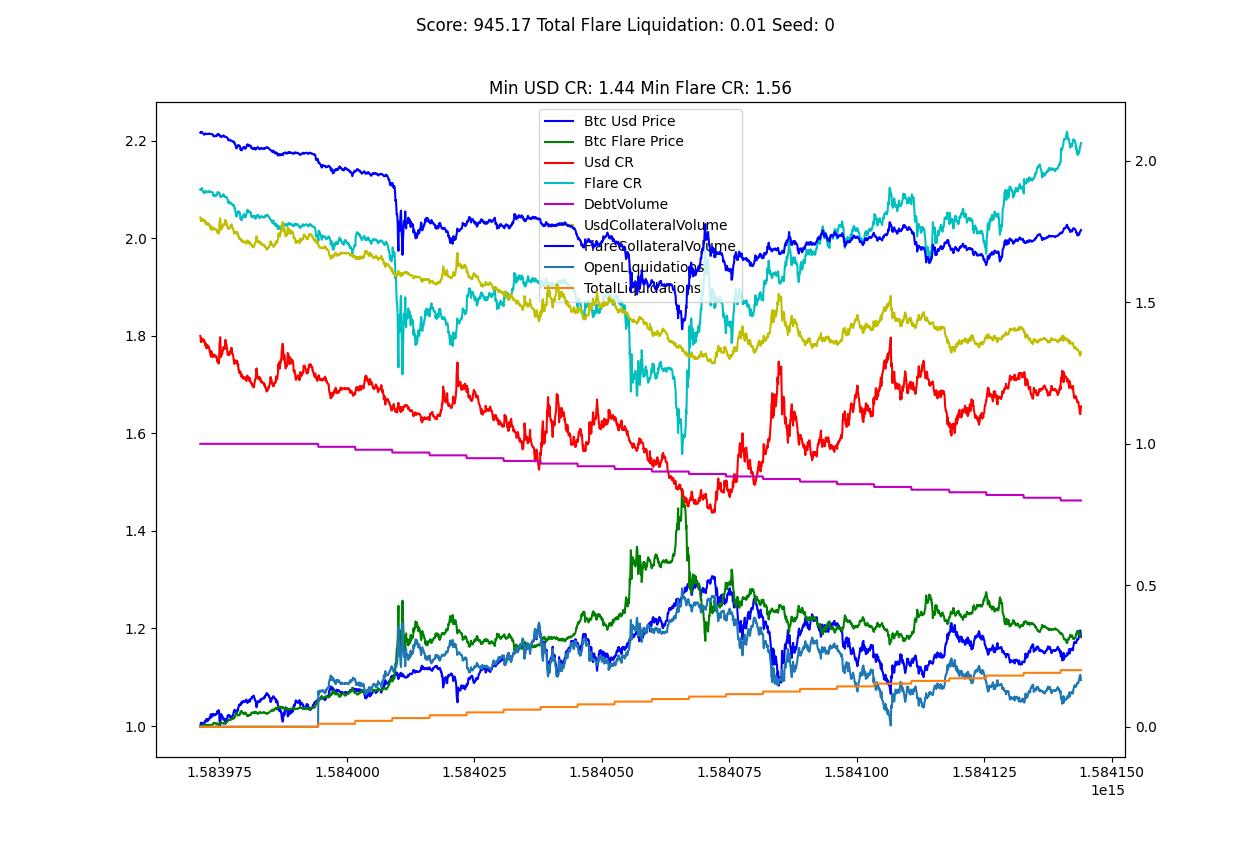 Score: 945.17 Total Flare Liquidation: 0.01 Seed: 0
Min USD CR: 1.44 Min Flare CR: 1.56
Btc Usd Price
Btc Flare Price
Usd CR
Flare CR
DebtVolume
UsdCollateralVolume
FlareCollateralVolume
OpenLiquidations
TotalLiquidations
2.2
2.0
1.8
1.6
1.4
1.2
1.0
2.0
1.5
1.0
0.5
0.0
1.583975
1.584000
1.584025
1.584050
1.584075
1.584100
1.584125
1.584150
1e15